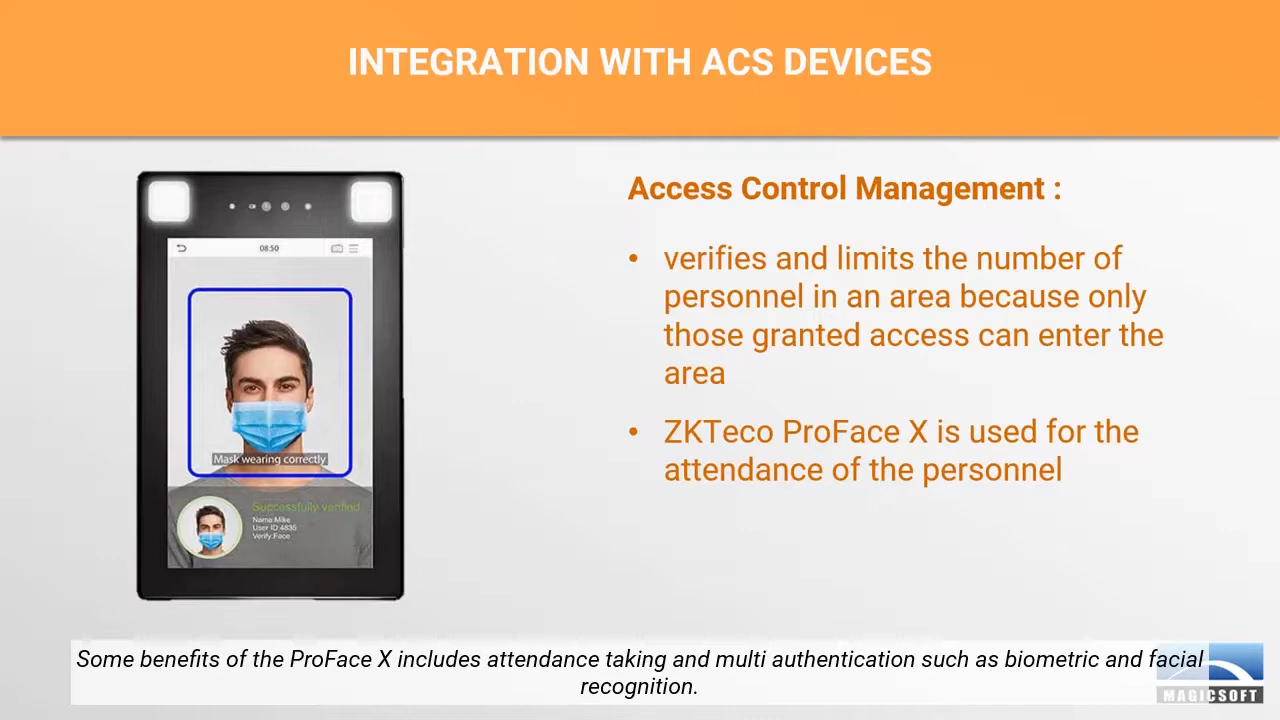 INTEGRATION WITH ACS DEVICES
08:50
Mask wearing correctly
Successfully verified
Name:Mike
User ID:4835
Verify:Face
Access Control Management :
• verifies and limits the number of
personnel in an area because only
those granted access can enter the
area
• ZKTeco ProFace X is used for the
attendance of the personnel
Some benefits of the ProFace X includes attendance taking and multi authentication such as biometric and facial
recognition.
MAGICSOFT